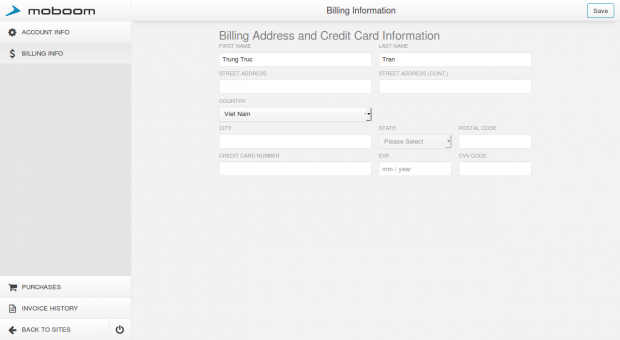 moboom
Billing Information
Save
ACCOUNT INFO
BILLING INFO
Billing Address and Credit Card Information
FIRST NAME
LAST NAME
Trung Truc
Tran
STREET ADDRESS
STREET ADDRESS (CONT.)
COUNTRY
Viet Nam
CITY
STATE
POSTAL CODE
Please Select
CREDIT CARD NUMBER
EXP.
CVV CODE
mm / year
PURCHASES
INVOICE HISTORY
BACK TO SITES